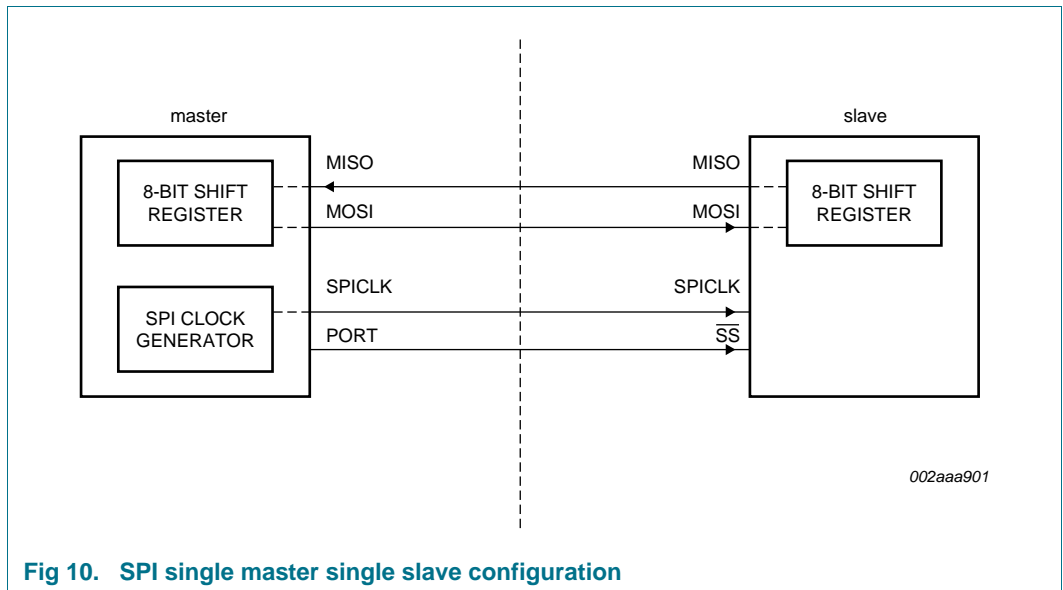 master
slave
8-BIT SHIFT
REGISTER
MISO
MISO
8-BIT SHIFT
REGISTER
MOSI
MOSI
SPI CLOCK
GENERATOR
SPICLK
SPICLK
PORT
S̅S̅
002aaa901
Fig 10. SPI single master single slave configuration